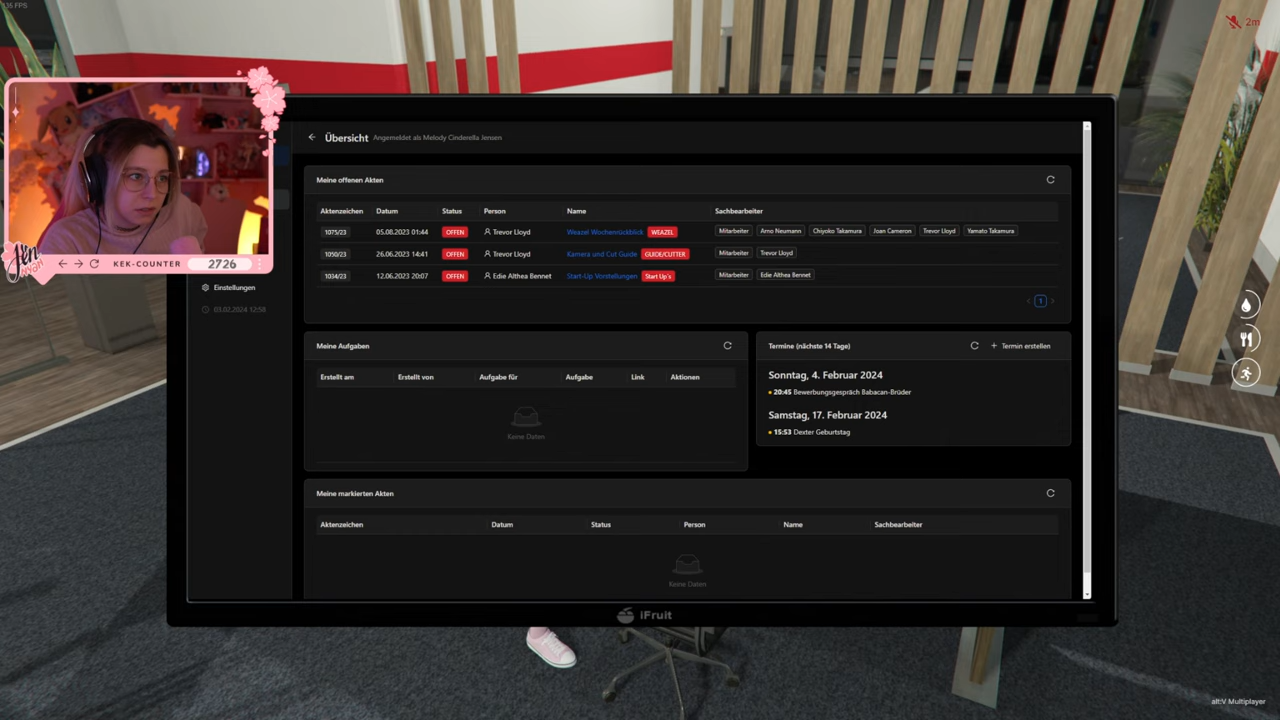 135 FPS
2m
Übersicht Angemeldet als Melody Cinderella Jensen
Meine offenen Akten
Aktenzeichen Datum Status Person Name Sachbearbeiter
1075/23 05.08.2023 01:44 OFFEN Trevor Lloyd Weazel Wochenrückblick WEAZEL Mitarbeiter Arno Neumann Chiyoko Takamura Joan Cameron Trevor Lloyd Yamato Takamura
1050/23 26.06.2023 14:41 OFFEN Trevor Lloyd Kamera und Cut Guide GUIDE/CUTTER Mitarbeiter Trevor Lloyd
1034/23 12.06.2023 20:07 OFFEN Edie Althea Bennet Start-Up Vorstellungen Start Up's Mitarbeiter Edie Althea Bennet
1
Jen
KEK-COUNTER 2726
Einstellungen
03.02.2024 12:58
Meine Aufgaben
Erstellt am Erstellt von Aufgabe für Aufgabe Link Aktionen
Keine Daten
Termine (nächste 14 Tage) + Termin erstellen
Sonntag, 4. Februar 2024
20:45 Bewerbungsgespräch Babacan-Brüder
Samstag, 17. Februar 2024
15:53 Dexter Geburtstag
Meine markierten Akten
Aktenzeichen Datum Status Person Name Sachbearbeiter
Keine Daten
iFruit
alt:V Multiplayer